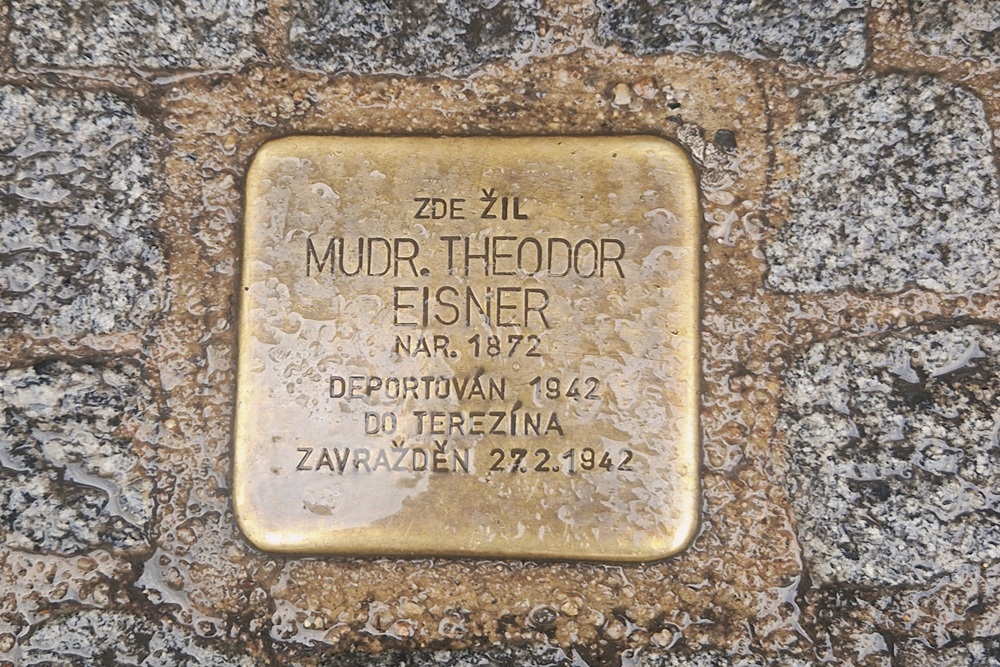 ZDE ŽIL
MUDR. THEODOR
EISNER
NAR. 1872
DEPORTOVÁN 1942
DO TEREZÍNA
ZAVRAŽDĚN 27.2.1942